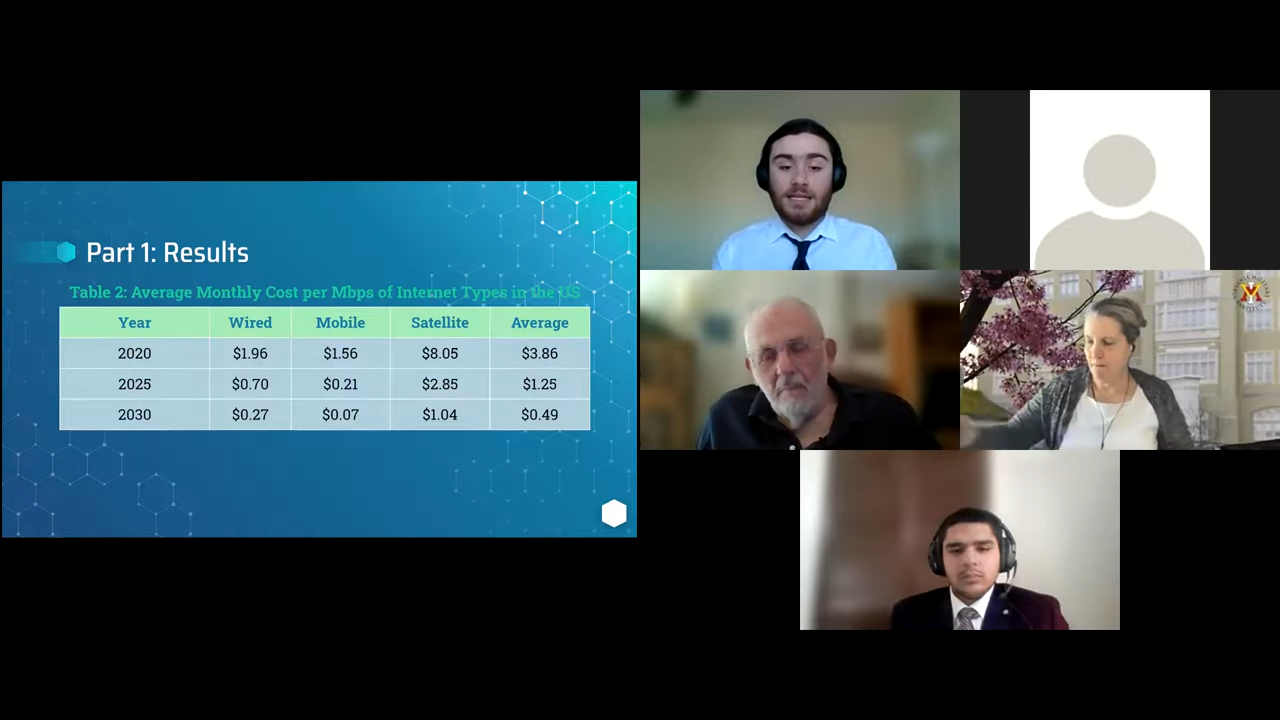 Part 1: Results
Table 2: Average Monthly Cost per Mbps of Internet Types in the US
Year Wired Mobile Satellite Average
2020 $1.96 $1.56 $8.05 $3.86
2025 $0.70 $0.21 $2.85 $1.25
2030 $0.27 $0.07 $1.04 $0.49